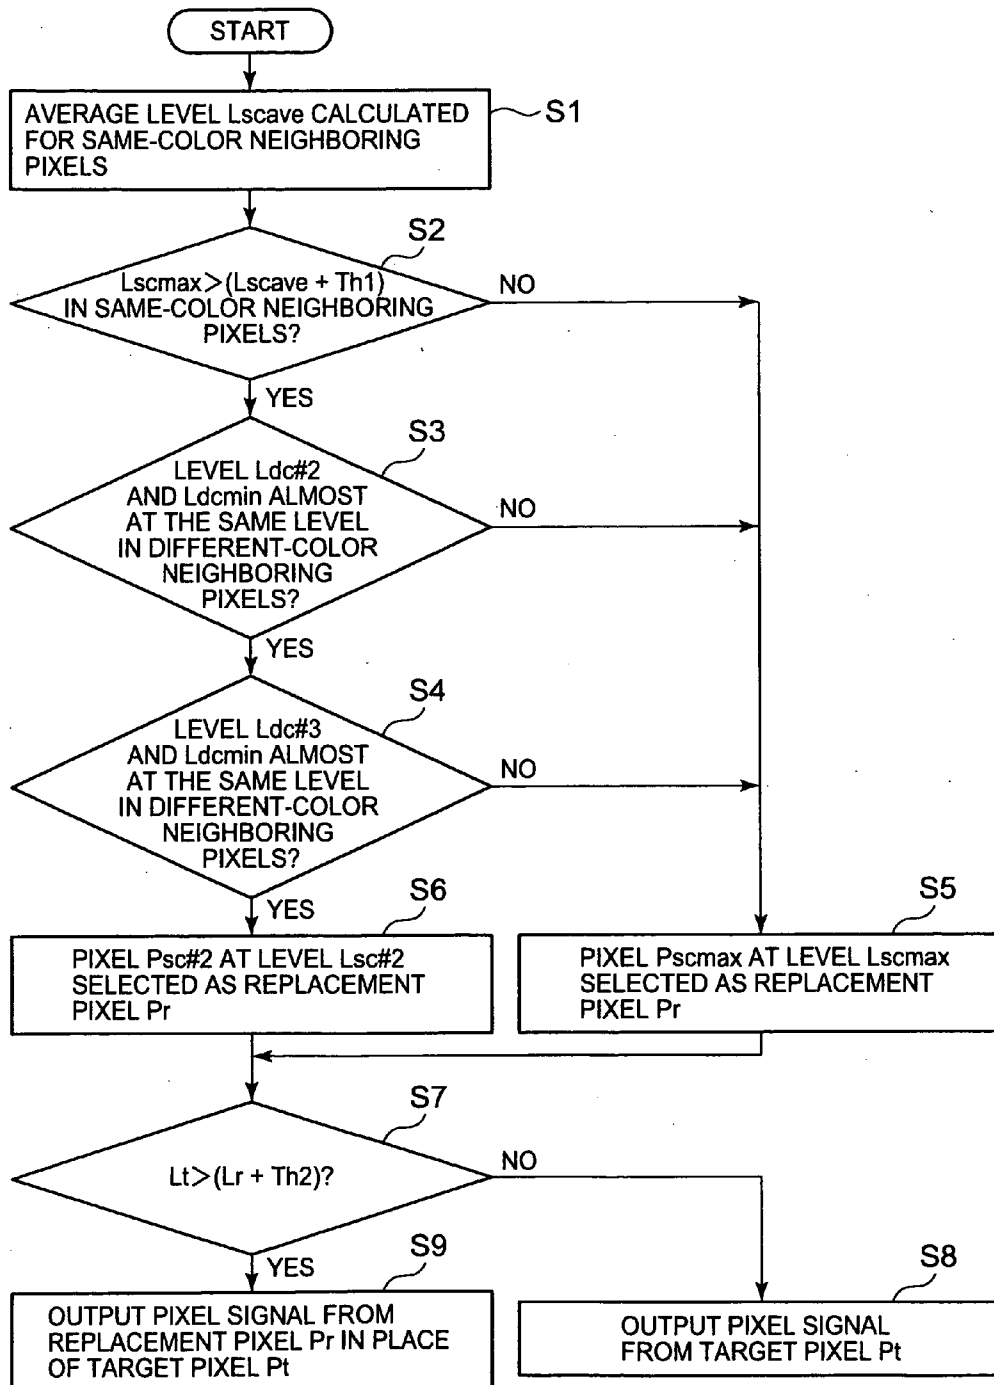 START
AVERAGE LEVEL Lscave CALCULATED
FOR SAME-COLOR NEIGHBORING
PIXELS
S1
S2
Lscmax>(Lscave + Th1)
IN SAME-COLOR NEIGHBORING
PIXELS?
NO
YES
S3
LEVEL Ldc#2
AND Ldcmin ALMOST
AT THE SAME LEVEL
IN DIFFERENT-COLOR
NEIGHBORING
PIXELS?
NO
YES
S4
LEVEL Ldc#3
AND Ldcmin ALMOST
AT THE SAME LEVEL
IN DIFFERENT-COLOR
NEIGHBORING
PIXELS?
NO
YES
S6
PIXEL Psc#2 AT LEVEL Lsc#2
SELECTED AS REPLACEMENT
PIXEL Pr
S5
PIXEL Pscmax AT LEVEL Lscmax
SELECTED AS REPLACEMENT
PIXEL Pr
S7
Lt>(Lr + Th2)?
NO
YES
S9
OUTPUT PIXEL SIGNAL FROM
REPLACEMENT PIXEL Pr IN PLACE
OF TARGET PIXEL Pt
S8
OUTPUT PIXEL SIGNAL
FROM TARGET PIXEL Pt